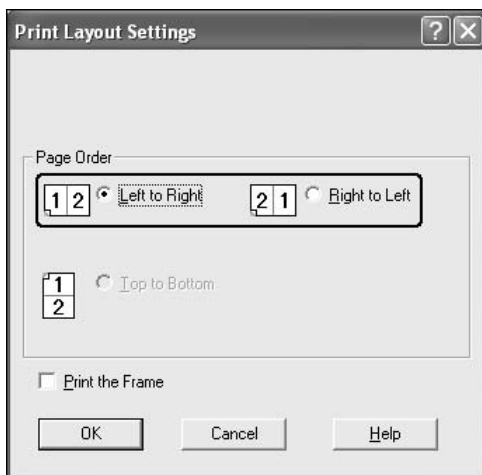 Print Layout Settings
?
Page Order
1 2 Left to Right 2 1 Right to Left
1
2
Top to Bottom
Print the Frame
OK Cancel Help